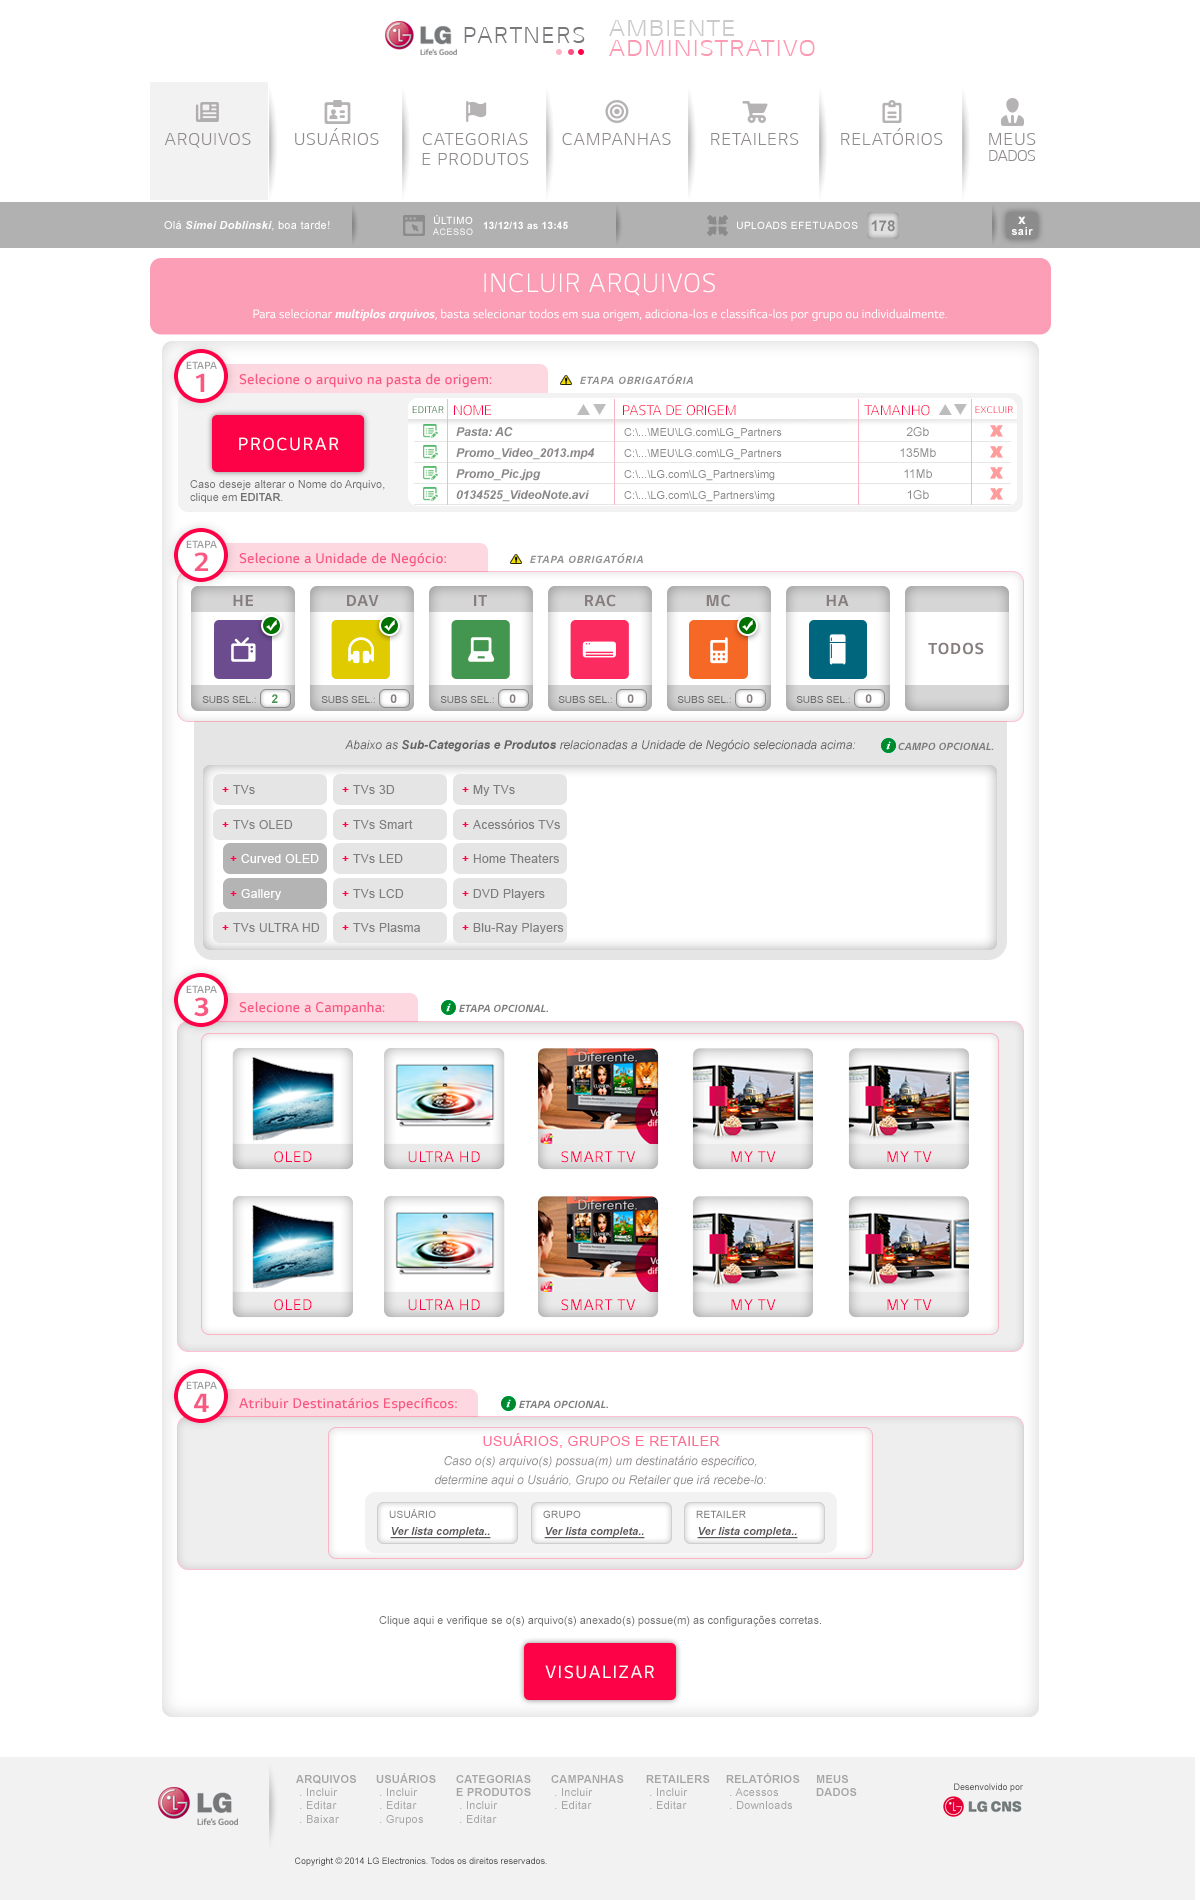 LG PARTNERS
Life's Good
AMBIENTE
ADMINISTRATIVO
ARQUIVOS
USUÁRIOS
CATEGORIAS
E PRODUTOS
CAMPANHAS
RETAILERS
RELATÓRIOS
MEUS
DADOS
Olá Simei Doblinski, boa tarde!
ÚLTIMO
ACESSO
13/12/13 as 13:45
UPLOADS EFETUADOS 178
x
sair
INCLUIR ARQUIVOS
Para selecionar multiplos arquivos, basta selecionar todos em sua origem, adiciona-los e classifica-los por grupo ou individualmente.
ETAPA
1
Selecione o arquivo na pasta de origem:
ETAPA OBRIGATÓRIA
PROCURAR
Caso deseje alterar o Nome do Arquivo,
clique em EDITAR.
EDITAR NOME PASTA DE ORIGEM TAMANHO EXCLUIR
Pasta: AC C:\...\MEU\LG.com\LG_Partners 2Gb X
Promo_Video_2013.mp4 C:\...\MEU\LG.com\LG_Partners 135Mb X
Promo_Pic.jpg C:\...\LG.com\LG_Partners\img 11Mb X
0134525_VideoNote.avi C:\...\LG.com\LG_Partners\img 1Gb X
ETAPA
2
Selecione a Unidade de Negócio:
ETAPA OBRIGATÓRIA
HE DAV IT RAC MC HA
TODOS
SUBS SEL.: 2 SUBS SEL.: 0 SUBS SEL.: 0 SUBS SEL.: 0 SUBS SEL.: 0 SUBS SEL.: 0
Abaixo as Sub-Categorias e Produtos relacionadas a Unidade de Negócio selecionada acima:
i CAMPO OPCIONAL.
+ TVs + TVs 3D + My TVs
+ TVs OLED + TVs Smart + Acessórios TVs
+ Curved OLED + TVs LED + Home Theaters
+ Gallery + TVs LCD + DVD Players
+ TVs ULTRA HD + TVs Plasma + Blu-Ray Players
ETAPA
3
Selecione a Campanha:
i ETAPA OPCIONAL.
Diferente.
OLED ULTRA HD SMART TV MY TV MY TV
Diferente.
OLED ULTRA HD SMART TV MY TV MY TV
ETAPA
4
Atribuir Destinatários Específicos:
i ETAPA OPCIONAL.
USUÁRIOS, GRUPOS E RETAILER
Caso o(s) arquivo(s) possua(m) um destinatário especifico,
determine aqui o Usuário, Grupo ou Retailer que irá recebe-lo:
USUÁRIO GRUPO RETAILER
Ver lista completa.. Ver lista completa.. Ver lista completa..
Clique aqui e verifique se o(s) arquivo(s) anexado(s) possue(m) as configurações corretas.
VISUALIZAR
LG
Life's Good
ARQUIVOS
. Incluir
. Editar
. Baixar
USUÁRIOS
. Incluir
. Editar
. Grupos
CATEGORIAS
E PRODUTOS
. Incluir
. Editar
CAMPANHAS
. Incluir
. Editar
RETAILERS
. Incluir
. Editar
RELATÓRIOS
. Acessos
. Downloads
MEUS
DADOS
Desenvolvido por
LG CNS
Copyright © 2014 LG Electronics. Todos os direitos reservados.